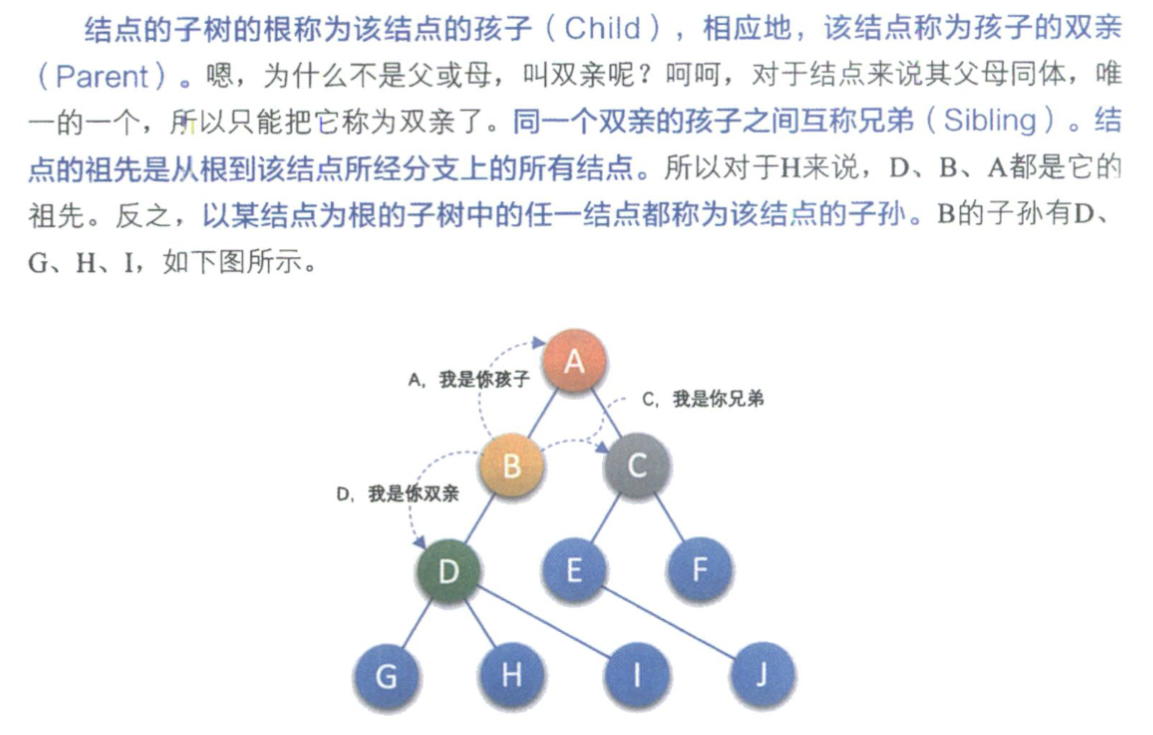 结点的子树的根称为该结点的孩子（Child），相应地，该结点称为孩子的双亲
（Parent）。嗯，为什么不是父或母，叫双亲呢？呵呵，对于结点来说其父母同体，唯
一的一个，所以只能把它称为双亲了。同一个双亲的孩子之间互称兄弟（Sibling）。结
点的祖先是从根到该结点所经分支上的所有结点。所以对于H来说，D、B、A都是它的
祖先。反之，以某结点为根的子树中的任一结点都称为该结点的子孙。B的子孙有D、
G、H、I，如下图所示。
A
A，我是你孩子
C，我是你兄弟
B
C
D，我是你双亲
D
E
F
G
H
I
J